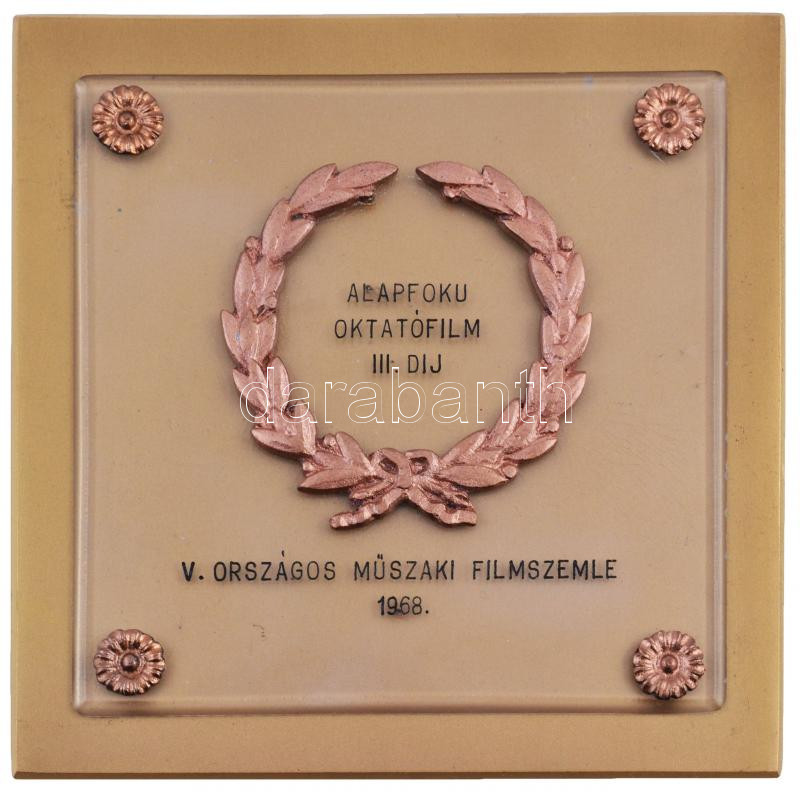 ALAPFOKU
OKTATÓFILM
III. DIJ
darabanth
V. ORSZÁGOS MŰSZAKI FILMSZEMLE
1968.